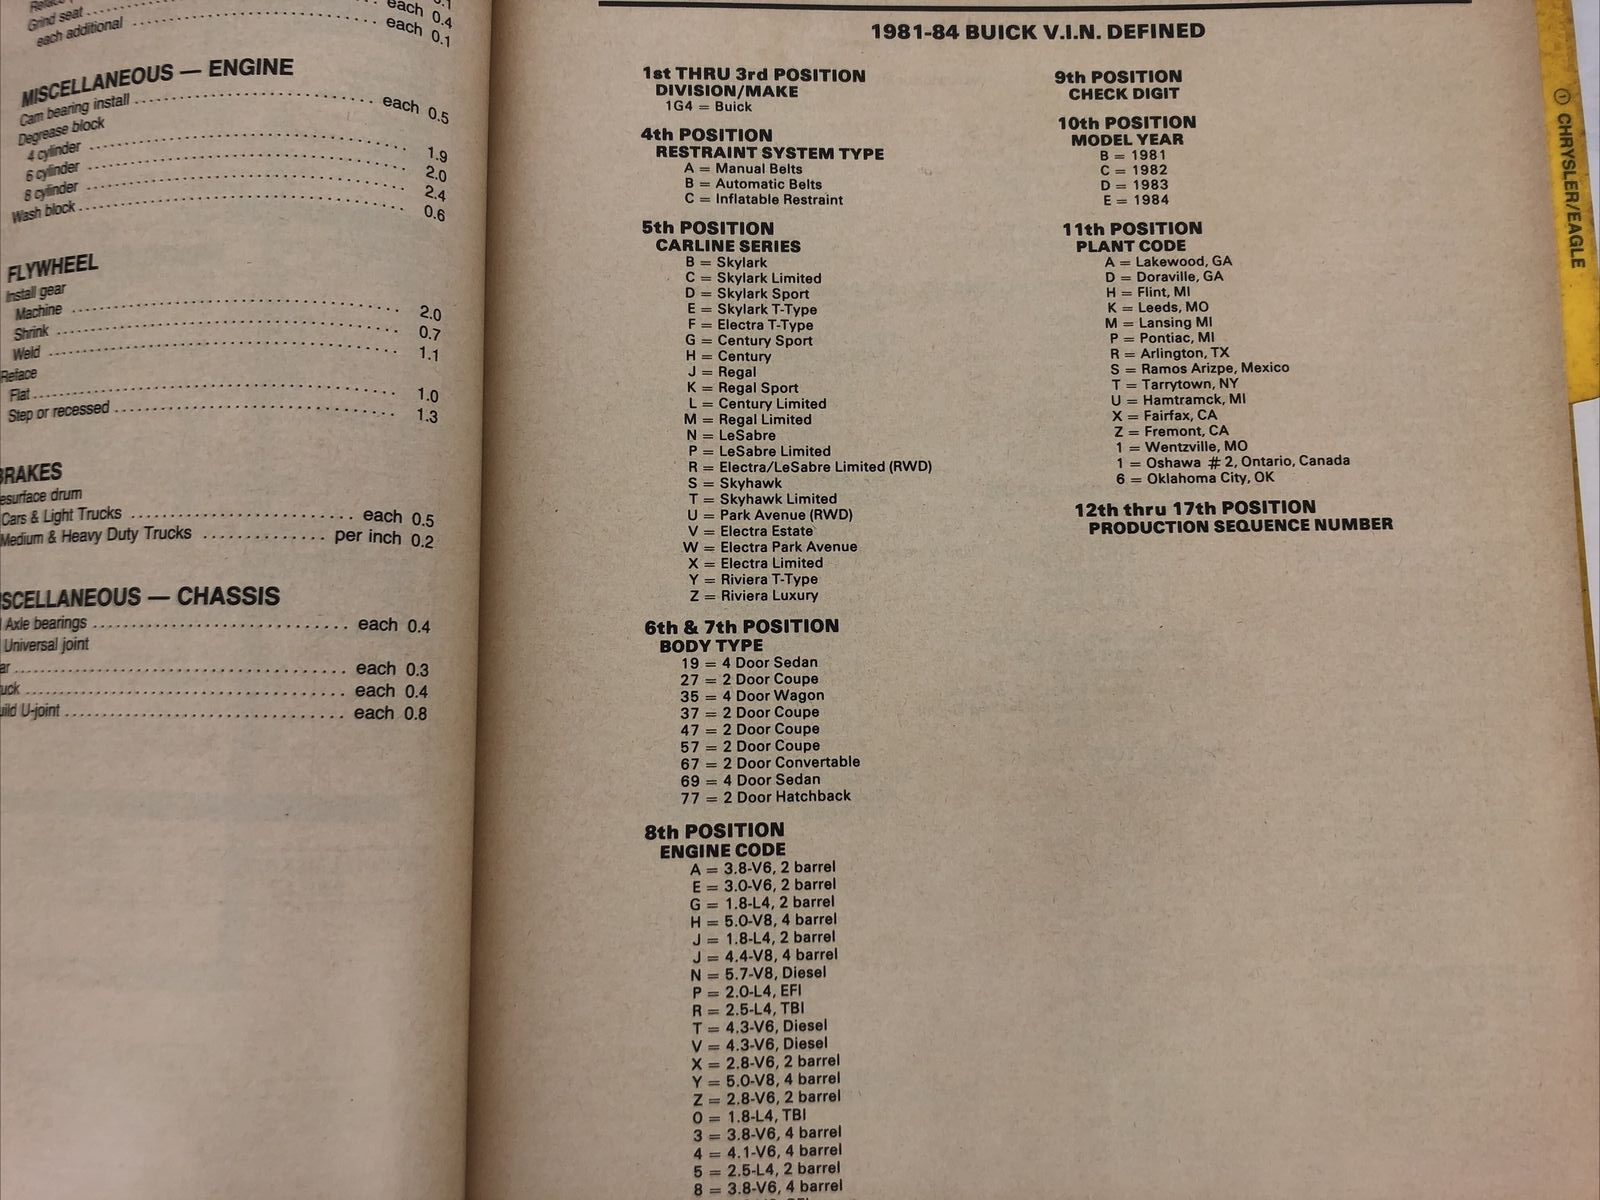 each 0.4
Grind seat
each additional each 0.1
MISCELLANEOUS — ENGINE
Cam bearing install each 0.5
Degrease block
4 cylinder 1.9
6 cylinder 2.0
8 cylinder 2.4
Wash block 0.6
FLYWHEEL
Install gear
Machine 2.0
Shrink 0.7
Weld 1.1
Reface
Flat 1.0
Step or recessed 1.3
BRAKES
esurface drum
Cars & Light Trucks each 0.5
Medium & Heavy Duty Trucks per inch 0.2
SCELLANEOUS — CHASSIS
Axle bearings each 0.4
Universal joint
ar each 0.3
uck each 0.4
uild U-joint each 0.8
1981-84 BUICK V.I.N. DEFINED
1st THRU 3rd POSITION
DIVISION/MAKE
1G4 = Buick
4th POSITION
RESTRAINT SYSTEM TYPE
A = Manual Belts
B = Automatic Belts
C = Inflatable Restraint
5th POSITION
CARLINE SERIES
B = Skylark
C = Skylark Limited
D = Skylark Sport
E = Skylark T-Type
F = Electra T-Type
G = Century Sport
H = Century
J = Regal
K = Regal Sport
L = Century Limited
M = Regal Limited
N = LeSabre
P = LeSabre Limited
R = Electra/LeSabre Limited (RWD)
S = Skyhawk
T = Skyhawk Limited
U = Park Avenue (RWD)
V = Electra Estate
W = Electra Park Avenue
X = Electra Limited
Y = Riviera T-Type
Z = Riviera Luxury
6th & 7th POSITION
BODY TYPE
19 = 4 Door Sedan
27 = 2 Door Coupe
35 = 4 Door Wagon
37 = 2 Door Coupe
47 = 2 Door Coupe
57 = 2 Door Coupe
67 = 2 Door Convertable
69 = 4 Door Sedan
77 = 2 Door Hatchback
8th POSITION
ENGINE CODE
A = 3.8-V6, 2 barrel
E = 3.0-V6, 2 barrel
G = 1.8-L4, 2 barrel
H = 5.0-V8, 4 barrel
J = 1.8-L4, 2 barrel
J = 4.4-V8, 4 barrel
N = 5.7-V8, Diesel
P = 2.0-L4, EFI
R = 2.5-L4, TBI
T = 4.3-V6, Diesel
V = 4.3-V6, Diesel
X = 2.8-V6, 2 barrel
Y = 5.0-V8, 4 barrel
Z = 2.8-V6, 2 barrel
0 = 1.8-L4, TBI
3 = 3.8-V6, 4 barrel
4 = 4.1-V6, 4 barrel
5 = 2.5-L4, 2 barrel
8 = 3.8-V6, 4 barrel
9th POSITION
CHECK DIGIT
10th POSITION
MODEL YEAR
B = 1981
C = 1982
D = 1983
E = 1984
11th POSITION
PLANT CODE
A = Lakewood, GA
D = Doraville, GA
H = Flint, MI
K = Leeds, MO
M = Lansing MI
P = Pontiac, MI
R = Arlington, TX
S = Ramos Arizpe, Mexico
T = Tarrytown, NY
U = Hamtramck, MI
X = Fairfax, CA
Z = Fremont, CA
1 = Wentzville, MO
1 = Oshawa #2, Ontario, Canada
6 = Oklahoma City, OK
12th thru 17th POSITION
PRODUCTION SEQUENCE NUMBER
① CHRYSLER/EAGLE